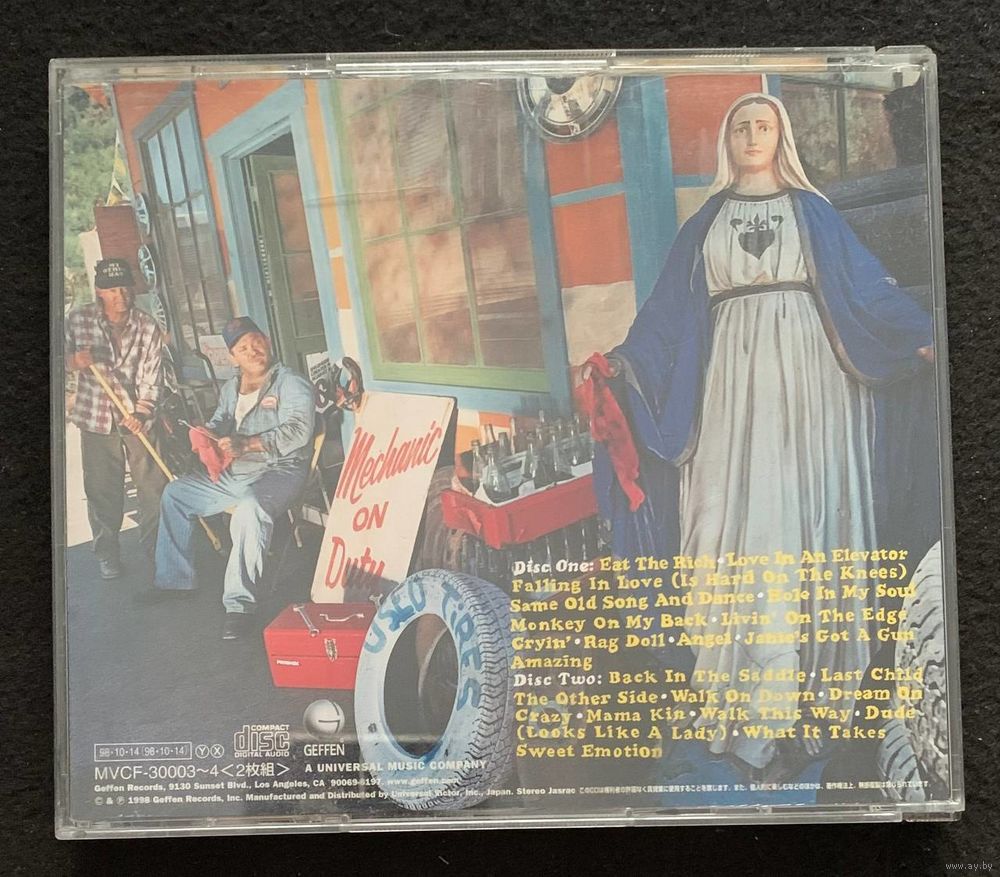 Mechanic
ON
Duty
USED TIRES
Disc One: Eat The Rich • Love In An Elevator
Falling In Love (Is Hard On The Knees)
Same Old Song And Dance • Hole In My Soul
Monkey On My Back • Livin' On The Edge
Cryin' • Rag Doll • Angel • Janie's Got A Gun
Amazing
Disc Two: Back In The Saddle • Last Child
The Other Side • Walk On Down • Dream On
Crazy • Mama Kin • Walk This Way • Dude
(Looks Like A Lady) • What It Takes
Sweet Emotion
98•10•14 (98•10•14) Y X
COMPACT
disc
DIGITAL AUDIO
GEFFEN
MVCF-30003~4<2枚組>
A UNIVERSAL MUSIC COMPANY
Geffen Records, 9130 Sunset Blvd., Los Angeles, CA 90069-6197. www.geffen.com
© & ℗ 1998 Geffen Records, Inc. Manufactured and Distributed by Universal Victor, Inc., Japan. Stereo Jasrac
www.ay.by